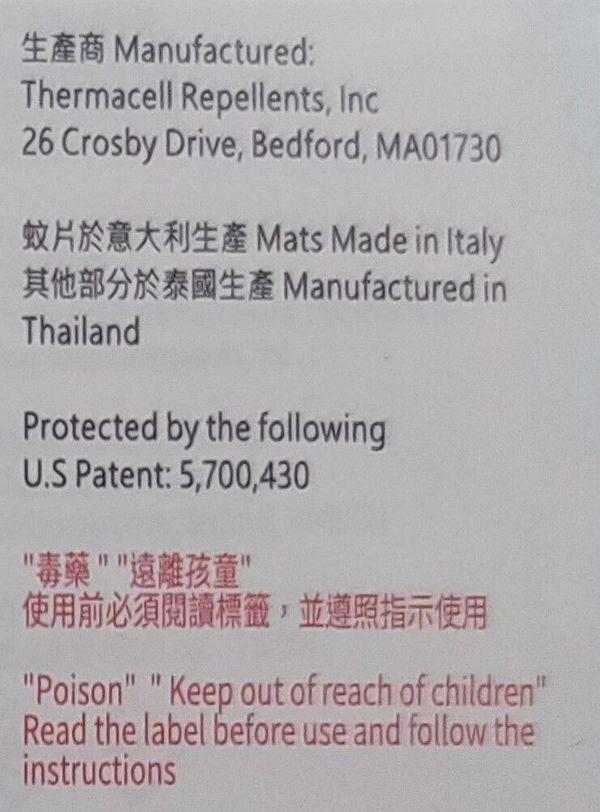 生產商 Manufactured:
Thermacell Repellents, Inc
26 Crosby Drive, Bedford, MA01730
蚊片於意大利生產 Mats Made in Italy
其他部分於泰國生產 Manufactured in
Thailand
Protected by the following
U.S Patent: 5,700,430
"毒藥 " "遠離孩童"
使用前必須閱讀標籤，並遵照指示使用
"Poison" " Keep out of reach of children"
Read the label before use and follow the
instructions